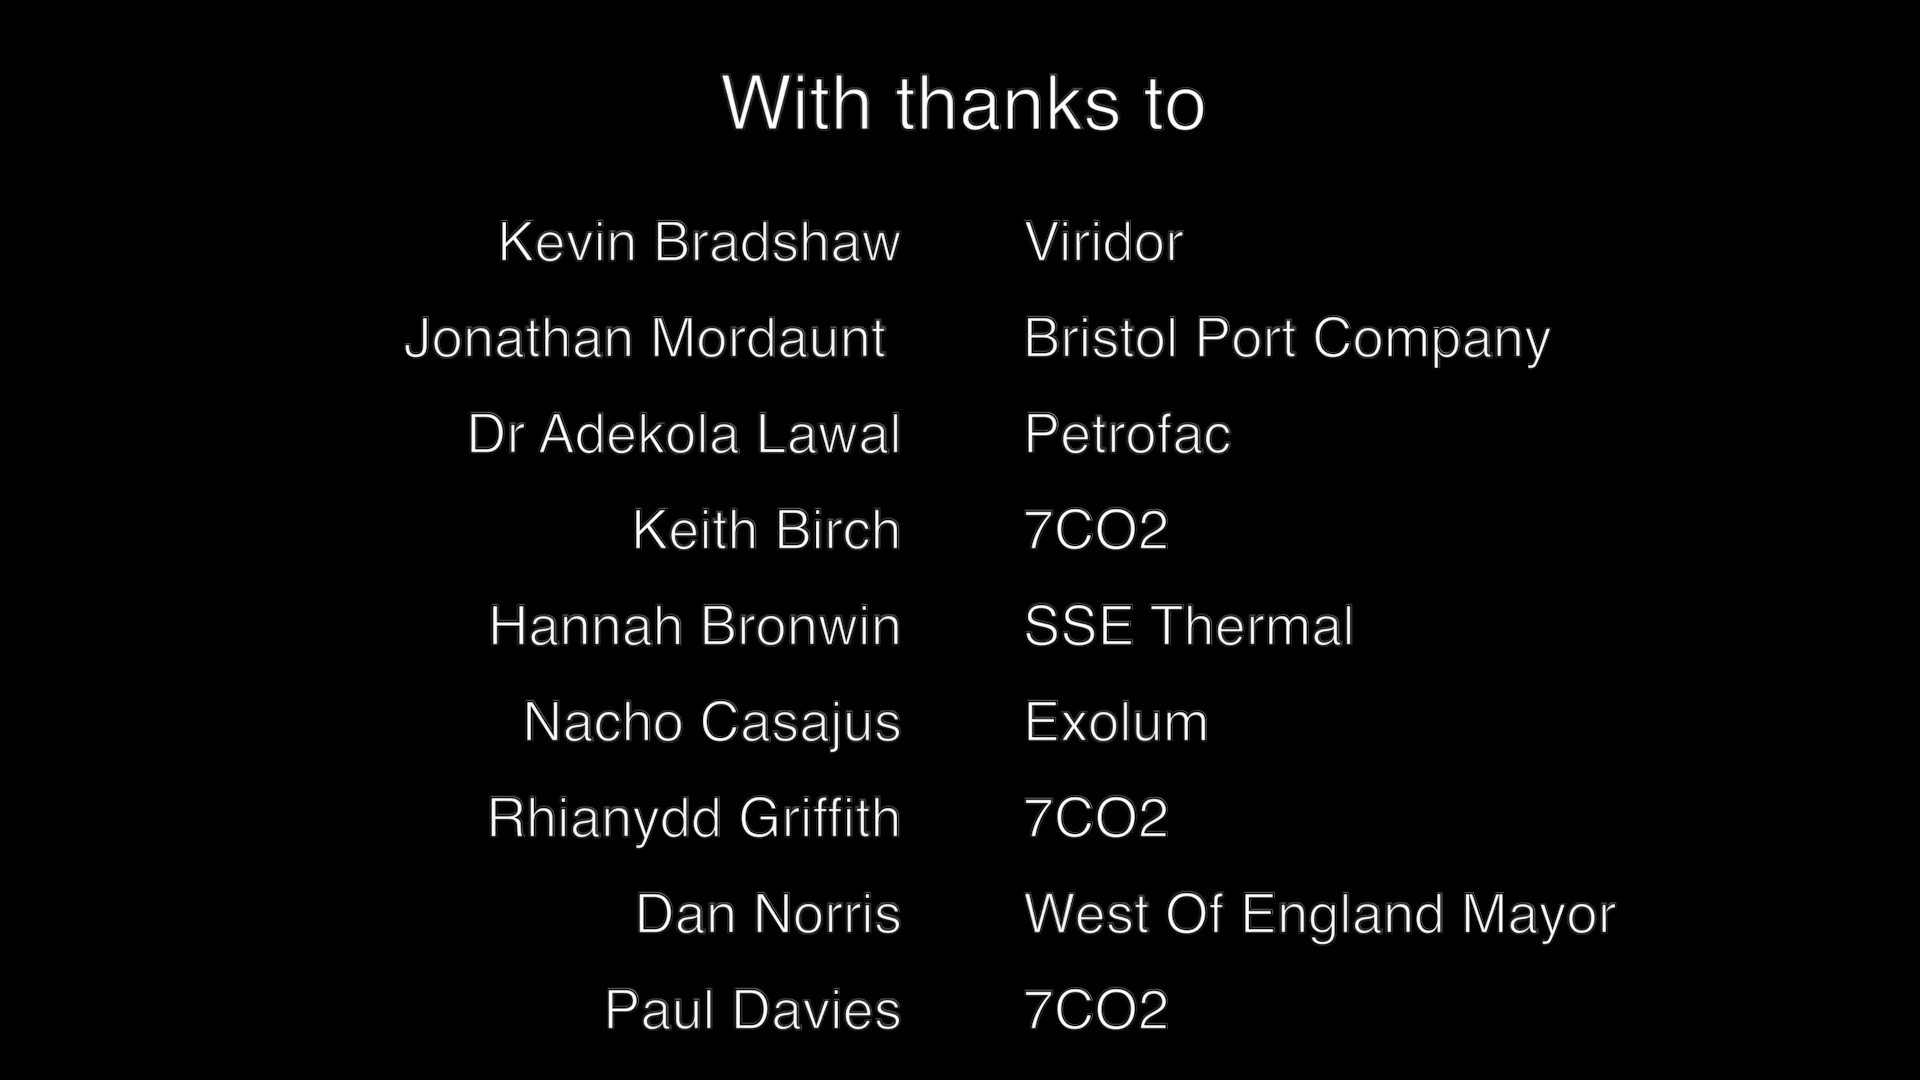 With thanks to
Kevin Bradshaw Viridor
Jonathan Mordaunt Bristol Port Company
Dr Adekola Lawal Petrofac
Keith Birch 7CO2
Hannah Bronwin SSE Thermal
Nacho Casajus Exolum
Rhianydd Griffith 7CO2
Dan Norris West Of England Mayor
Paul Davies 7CO2